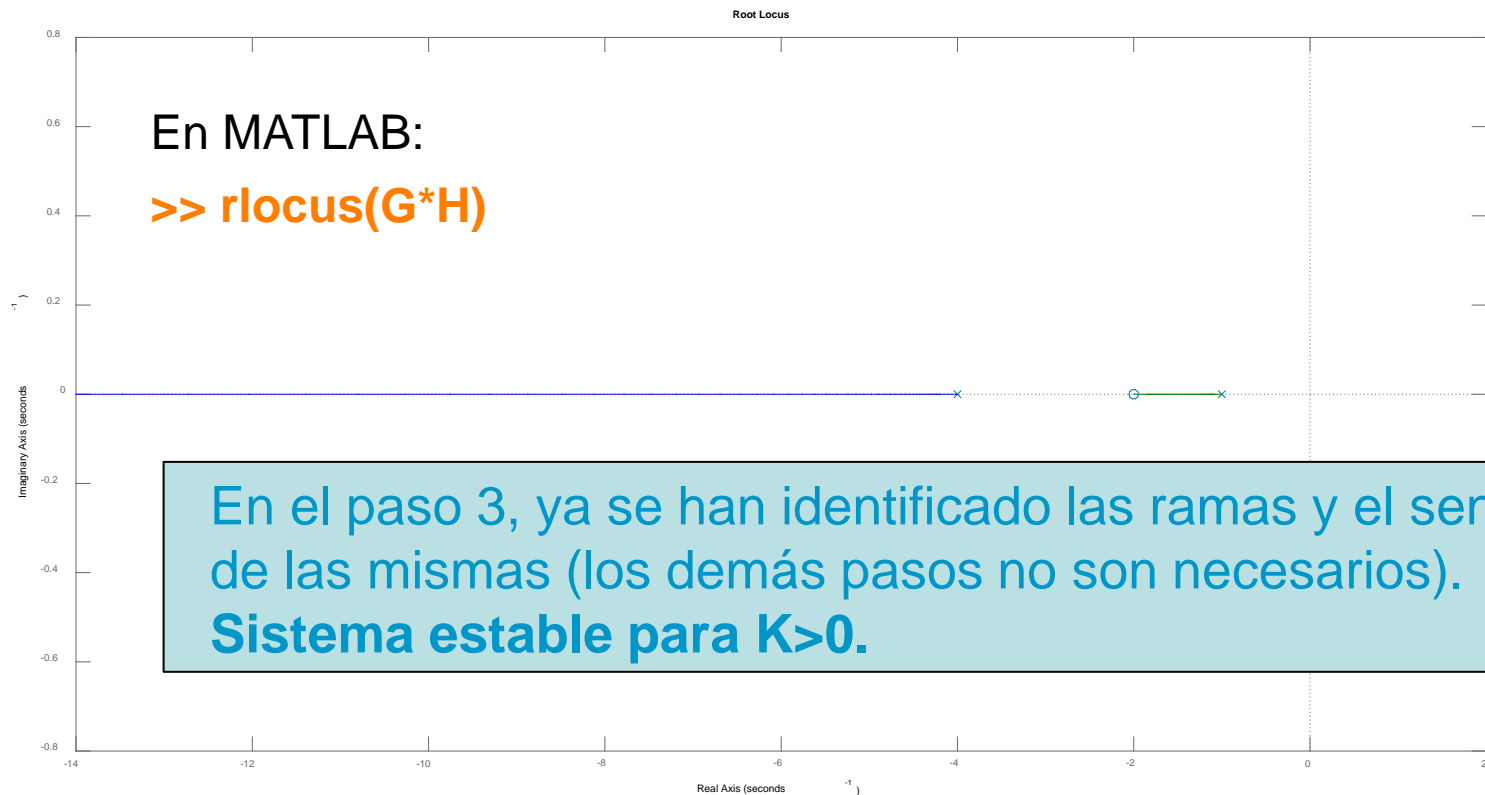 Root Locus
0.8
0.6
En MATLAB:
>> rlocus(G*H)
0.4
0.2
-1
)
Imaginary Axis (seconds
0
-0.2
En el paso 3, ya se han identificado las ramas y el
de las mismas (los demás pasos no son necesarios).
Sistema estable para K>0.
-0.4
-0.6
-0.8
-14
-12
-10
-8
-6
-4
-2
0
2
Real Axis (seconds
-1
)